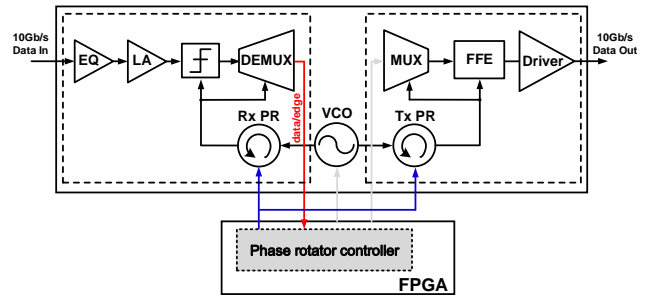 10Gb/s
Data In
EQ
LA
DEMUX
MUX
FFE
Driver
10Gb/s
Data Out
Rx PR
VCO
Tx PR
data/edge
Phase rotator controller
FPGA